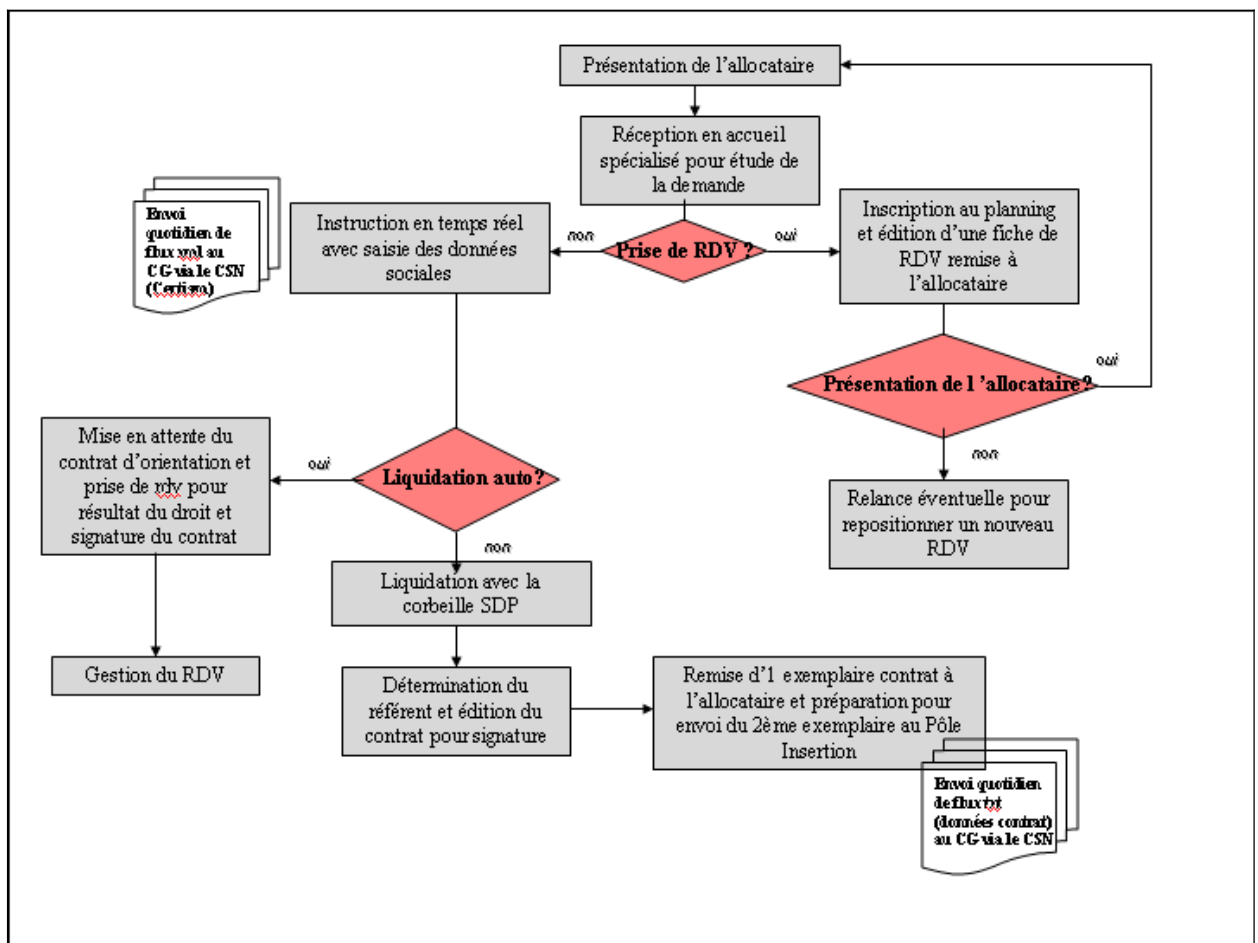 Présentation de l'allocataire
Réception en accueil
spécialisé pour étude de
la demande
Envoi
quotidien de
flux xml au
CG via le CSN
(Cerfism)
Instruction en temps réel
avec saisie des données
sociales
non
Prise de RDV ?
oui
Inscription au planning
et édition d'une fiche de
RDV remise à
l'allocataire
oui
Présentation de l 'allocataire?
non
Relance éventuelle pour
repositionner un nouveau
RDV
Mise en attente du
contrat d'orientation et
prise de rdv pour
résultat du droit et
signature du contrat
oui
Liquidation auto?
non
Liquidation avec la
corbeille SDP
Gestion du RDV
Détermination du
référent et édition du
contrat pour signature
Remise d'1 exemplaire contrat à
l'allocataire et préparation pour
envoi du 2ème exemplaire au Pôle
Insertion
Envoi quotidien
de flux txt
(données contrat)
au CG via le CSN